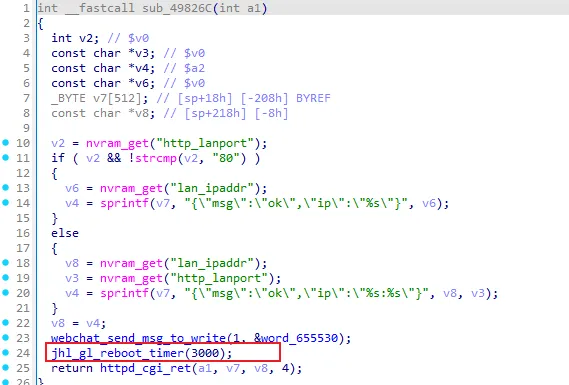 1 int __fastcall sub_49826C(int a1)
2 {
3 int v2; // $v0
4 const char *v3; // $v0
5 const char *v4; // $a2
6 const char *v6; // $v0
7 _BYTE v7[512]; // [sp+18h] [-208h] BYREF
8 const char *v8; // [sp+218h] [-8h]
9
10 v2 = nvram_get("http_lanport");
11 if ( v2 && !strcmp(v2, "80") )
12 {
13 v6 = nvram_get("lan_ipaddr");
14 v4 = sprintf(v7, "{\"msg\":\"ok\",\"ip\":\"%s\"}", v6);
15 }
16 else
17 {
18 v8 = nvram_get("lan_ipaddr");
19 v3 = nvram_get("http_lanport");
20 v4 = sprintf(v7, "{\"msg\":\"ok\",\"ip\":\"%s:%s\"}", v8, v3);
21 }
22 v8 = v4;
23 webchat_send_msg_to_write(1, &word_655530);
24 jhl_gl_reboot_timer(3000);
25 return httpd_cgi_ret(a1, v7, v8, 4);
26 }